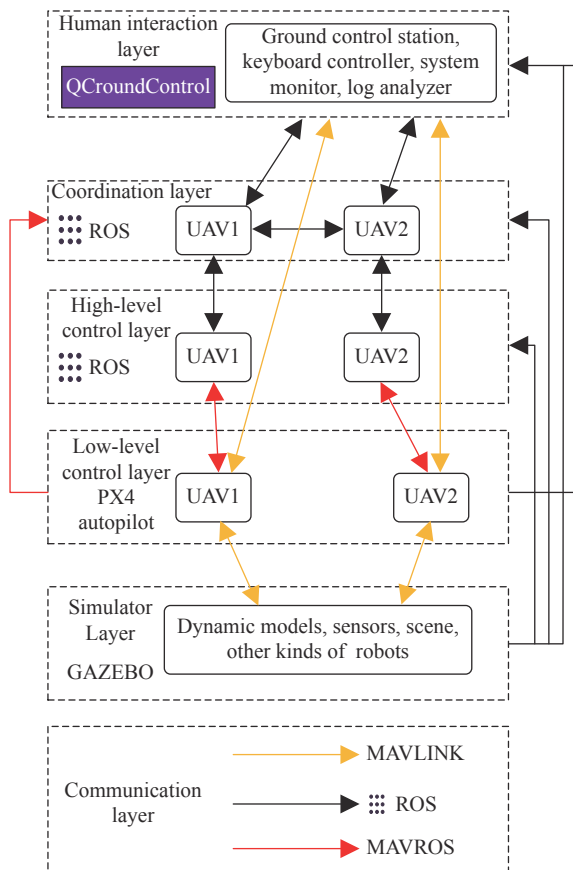 Human interaction
layer
QCroundControl
Ground control station,
keyboard controller, system
monitor, log analyzer
Coordination layer
ROS
UAV1
UAV2
High-level
control layer
ROS
UAV1
UAV2
Low-level
control layer
PX4
autopilot
UAV1
UAV2
Simulator
Layer
GAZEBO
Dynamic models, sensors, scene,
other kinds of robots
Communication
layer
MAVLINK
ROS
MAVROS